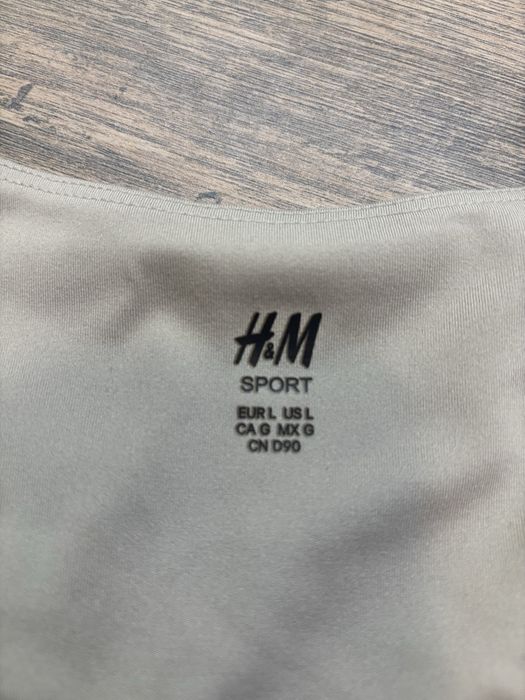 H&M
SPORT
EUR L US L
CA G MX G
CN D90